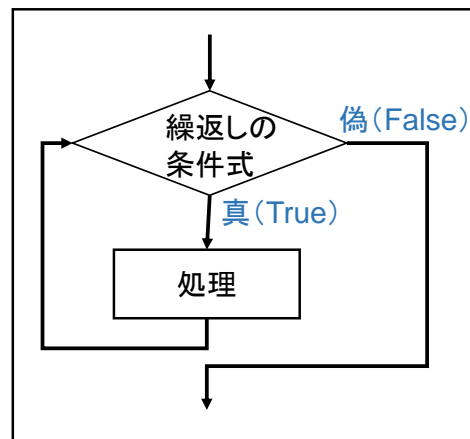 繰返しの
条件式
偽（False）
真（True）
処理